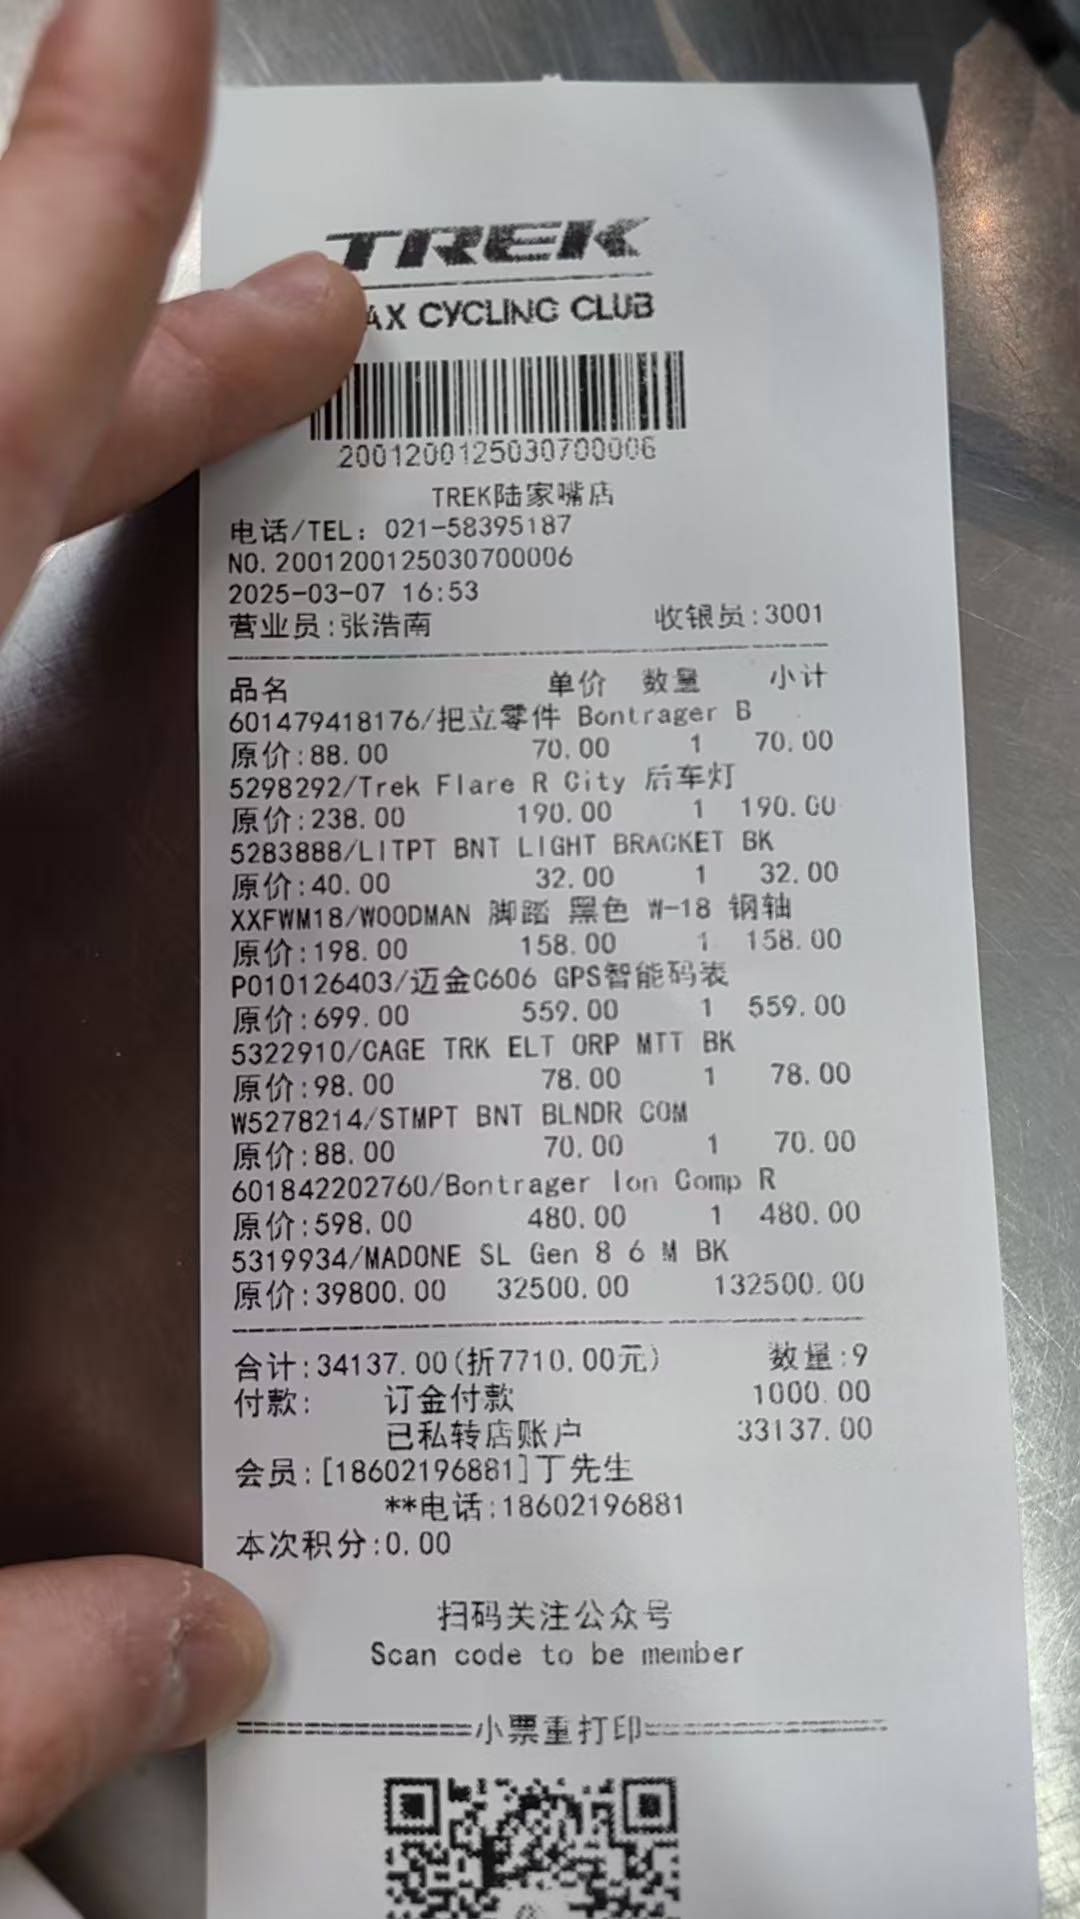 TREK
AX CYCLING CLUB
2001200125030700006
TREK陆家嘴店
电话/TEL: 021-58395187
NO.2001200125030700006
2025-03-07 16:53
营业员:张浩南 收银员:3001
品名 单价 数量 小计
601479418176/把立零件 Bontrager B
原价:88.00 70.00 1 70.00
5298292/Trek Flare R City 后车灯
原价:238.00 190.00 1 190.00
5283888/LITPT BNT LIGHT BRACKET BK
原价:40.00 32.00 1 32.00
XXFWM18/WOODMAN 脚踏 黑色 W-18 钢轴
原价:198.00 158.00 1 158.00
P010126403/迈金C606 GPS智能码表
原价:699.00 559.00 1 559.00
5322910/CAGE TRK ELT ORP MTT BK
原价:98.00 78.00 1 78.00
W5278214/STMPT BNT BLNDR COM
原价:88.00 70.00 1 70.00
601842202760/Bontrager Ion Comp R
原价:598.00 480.00 1 480.00
5319934/MADONE SL Gen 8 6 M BK
原价:39800.00 32500.00 132500.00
合计:34137.00(折7710.00元) 数量:9
付款: 订金付款 1000.00
已私转店账户 33137.00
会员:[18602196881]丁先生
**电话:18602196881
本次积分:0.00
扫码关注公众号
Scan code to be member
==============小票重打印==============